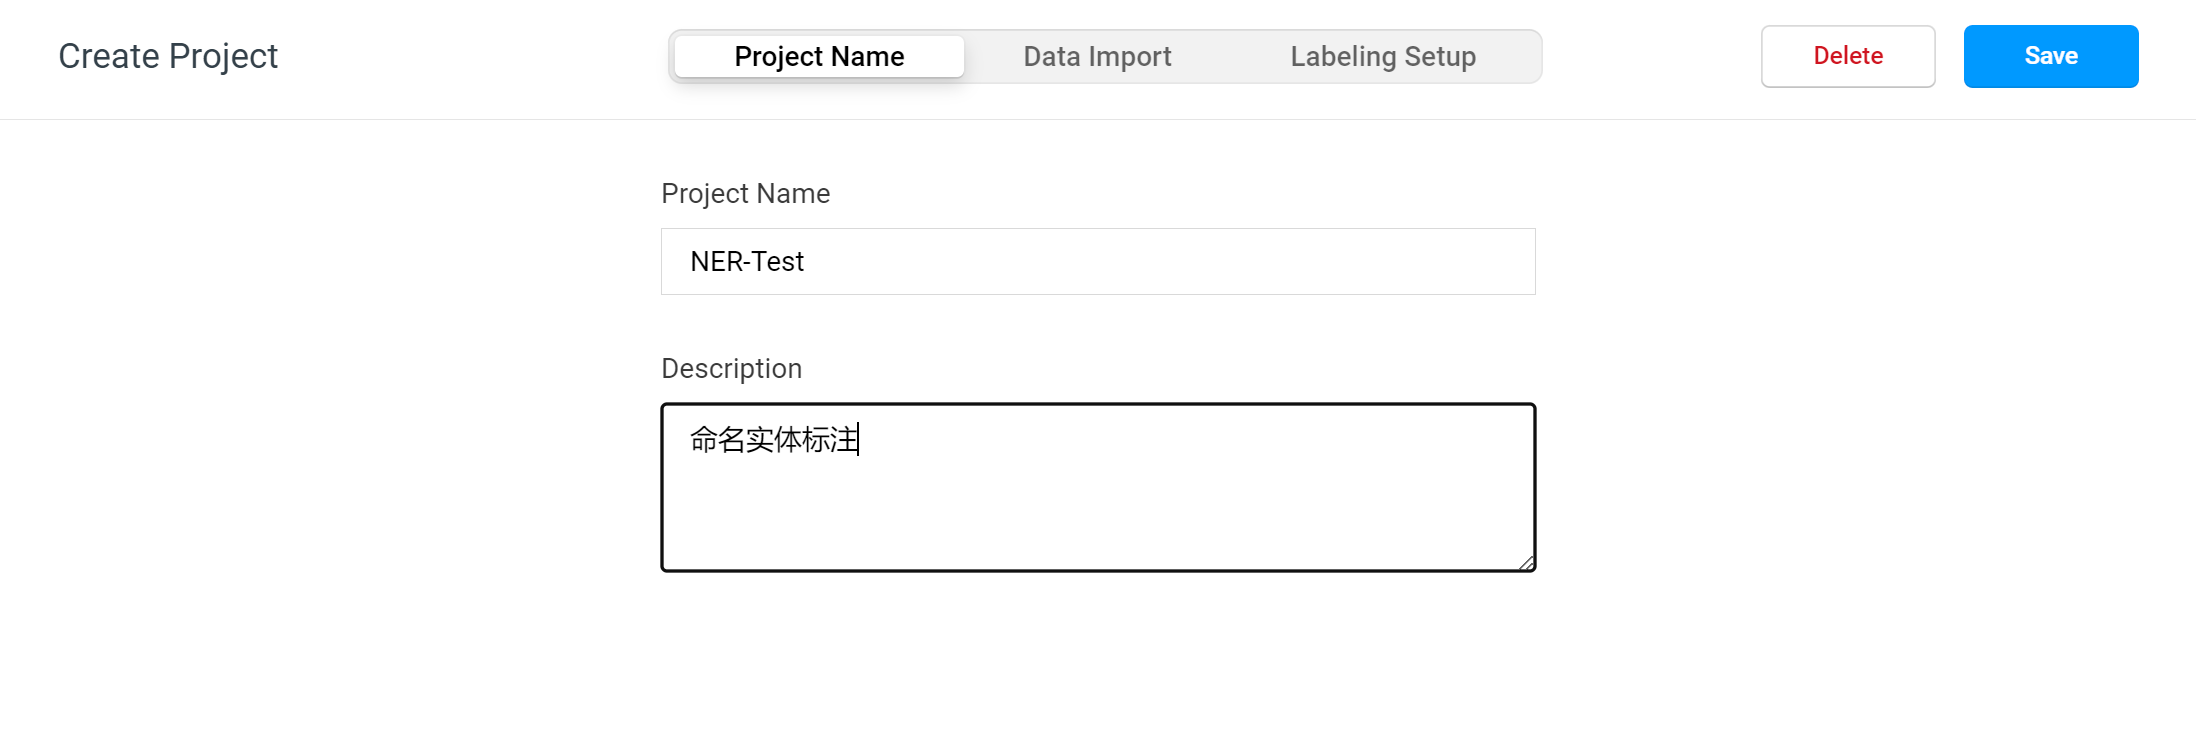 Create Project
Project Name
Data Import
Labeling Setup
Delete
Save
Project Name
NER-Test
Description
命名实体标注